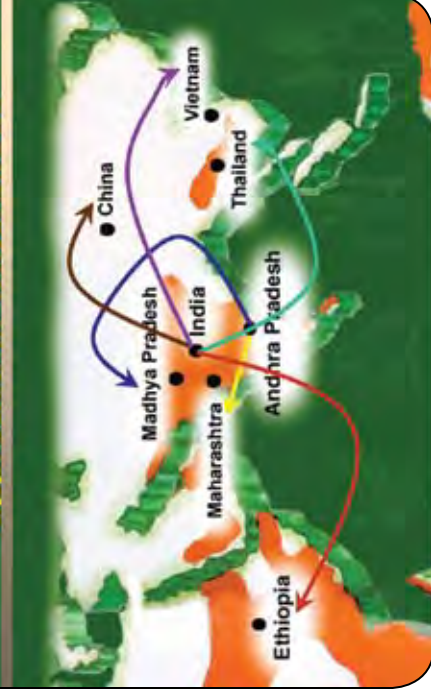 China
Vietnam
Thailand
Madhya Pradesh
India
Maharashtra
Andhra Pradesh
Ethiopia